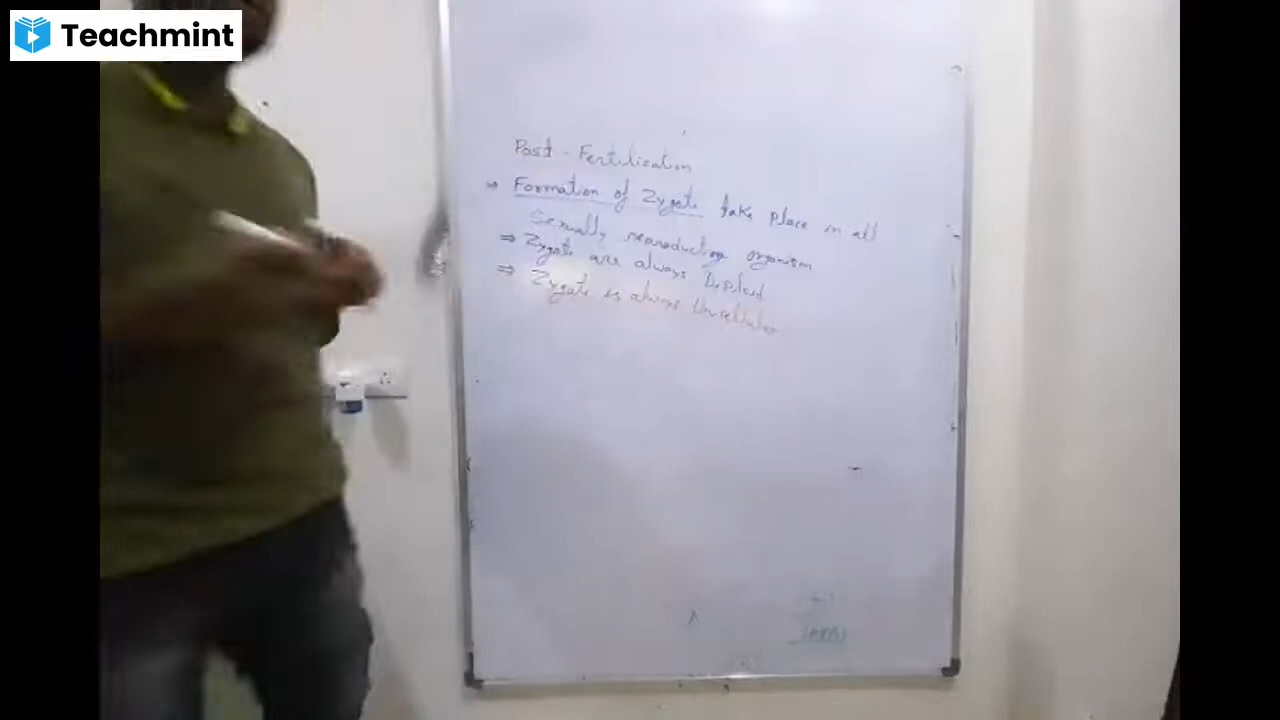 Teachmint
Post - Fertilization
⇒ Formation of Zygote take place in all
Sexually reproducting organism
⇒ Zygote are always Diploid
⇒ Zygote is always Unicellular